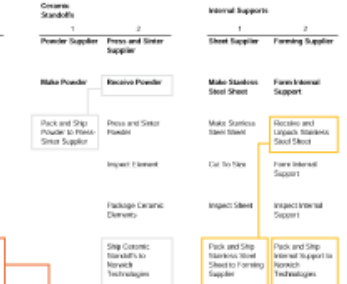 Ceramic
Standoffs
1
2
Powder Supplier
Press and Sinter
Supplier
Make Powder
Receive Powder
Pack and Ship
Powder to Press-
Sinter Supplier
Press and Sinter
Powder
Inspect Element
Package Ceramic
Elements
Ship Ceramic
Standoffs to
Norwich
Technologies
Internal Supports
1
2
Sheet Supplier
Forming Supplier
Make Stainless
Steel Sheet
Form Internal
Support
Make Stainless
Steel Sheet
Receive and
Unpack Stainless
Steel Sheet
Cut To Size
Form Internal
Support
Inspect Sheet
Inspect Internal
Support
Pack and Ship
Stainless Steel
Sheet to Forming
Supplier
Pack and Ship
Internal Support to
Norwich
Technologies